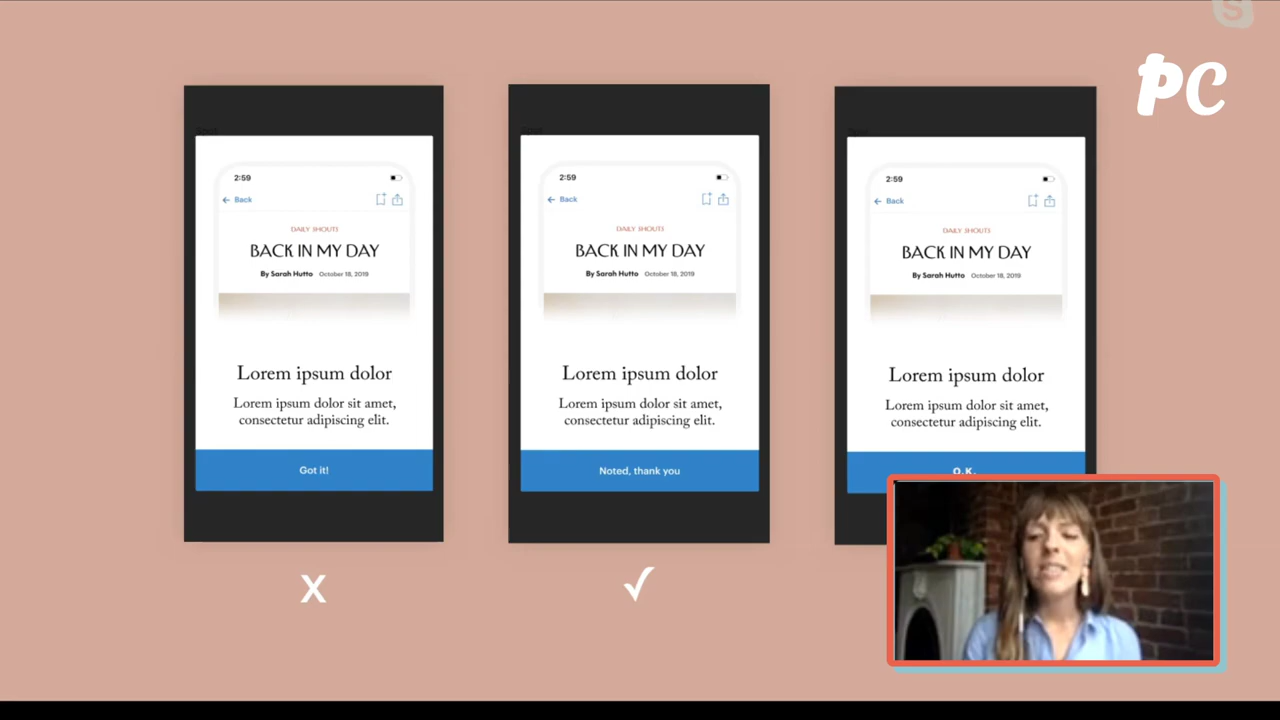 S
PC
2:59
Back
DAILY SHOUTS
BACK IN MY DAY
By Sarah Hutto October 18, 2019
Lorem ipsum dolor
Lorem ipsum dolor sit amet,
consectetur adipiscing elit.
Got it!
X
2:59
Back
DAILY SHOUTS
BACK IN MY DAY
By Sarah Hutto October 18, 2019
Lorem ipsum dolor
Lorem ipsum dolor sit amet,
consectetur adipiscing elit.
Noted, thank you
✓
2:59
Back
DAILY SHOUTS
BACK IN MY DAY
By Sarah Hutto October 18, 2019
Lorem ipsum dolor
Lorem ipsum dolor sit amet,
consectetur adipiscing elit.
O.K.